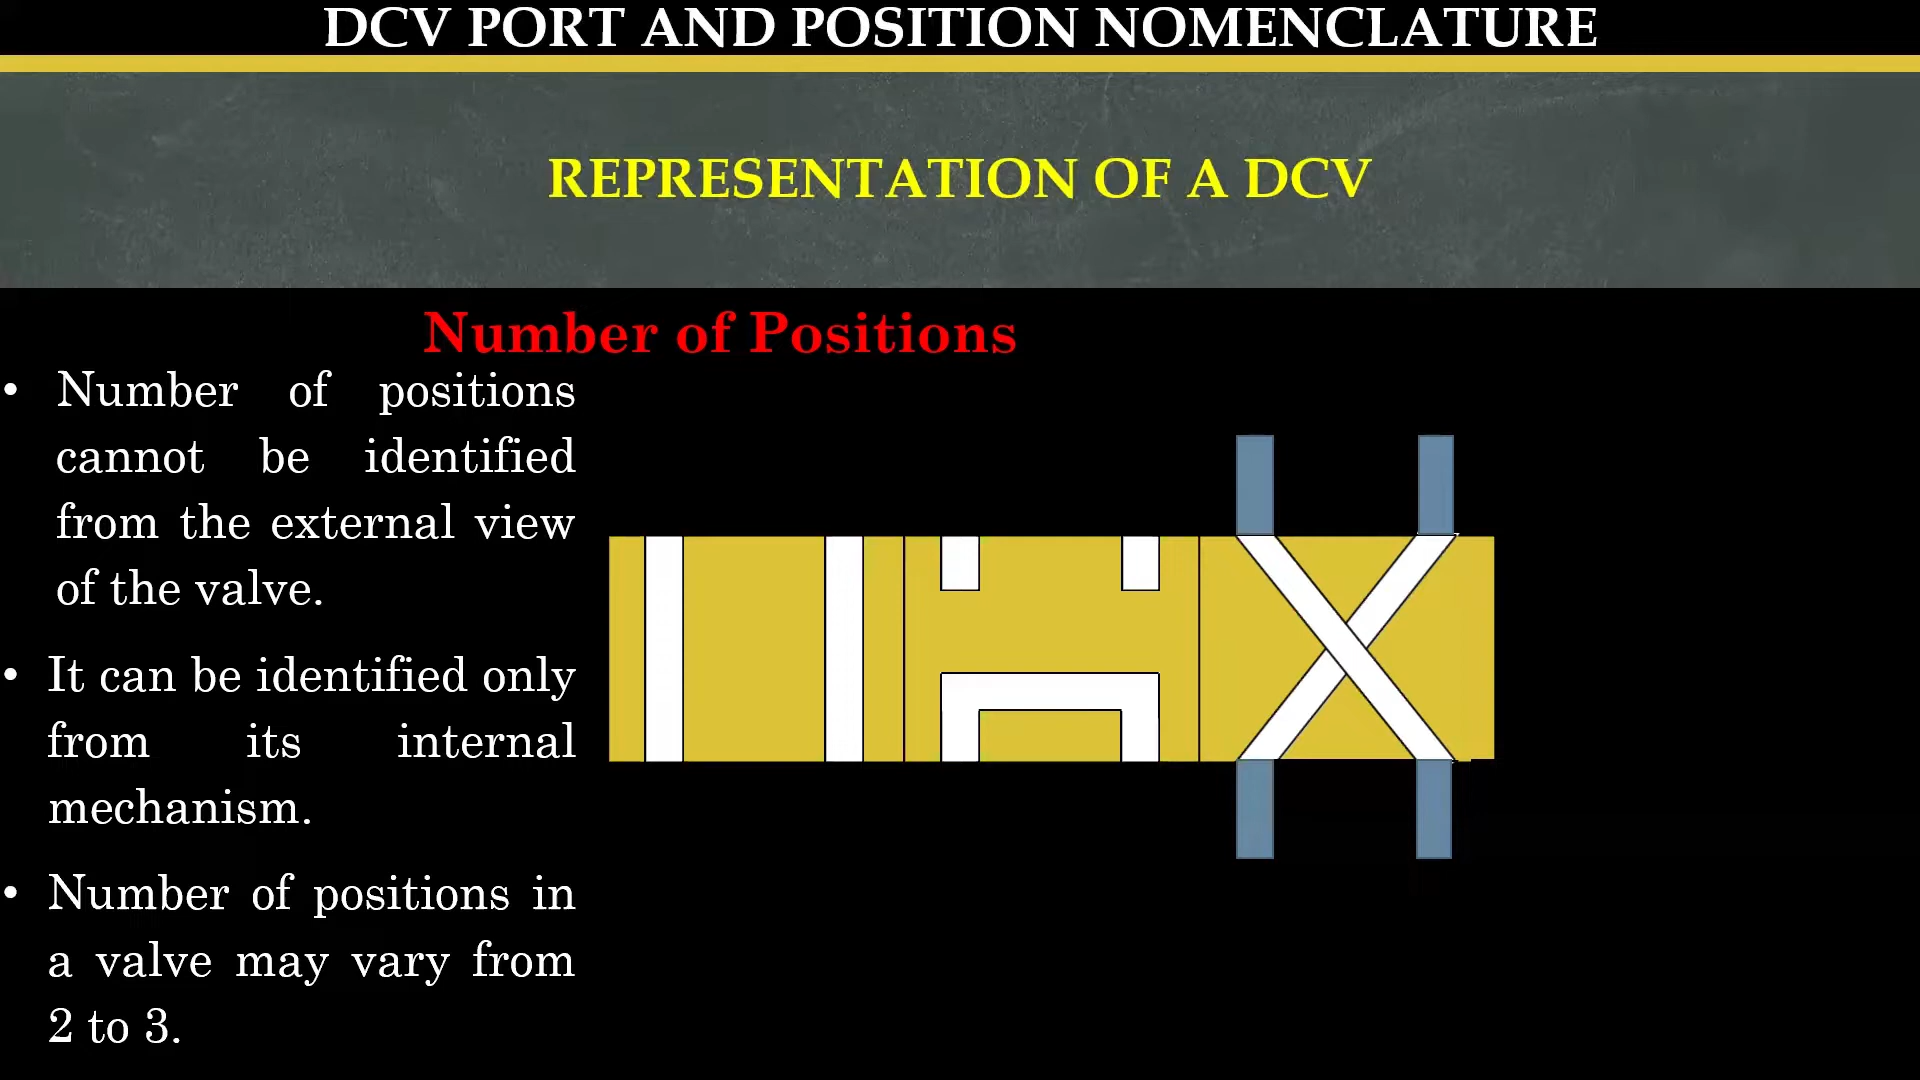 DCV PORT AND POSITION NOMENCLATURE
REPRESENTATION OF A DCV
Number of Positions
• Number of positions
cannot be identified
from the external view
of the valve.
• It can be identified only
from its internal
mechanism.
• Number of positions in
a valve may vary from
2 to 3.